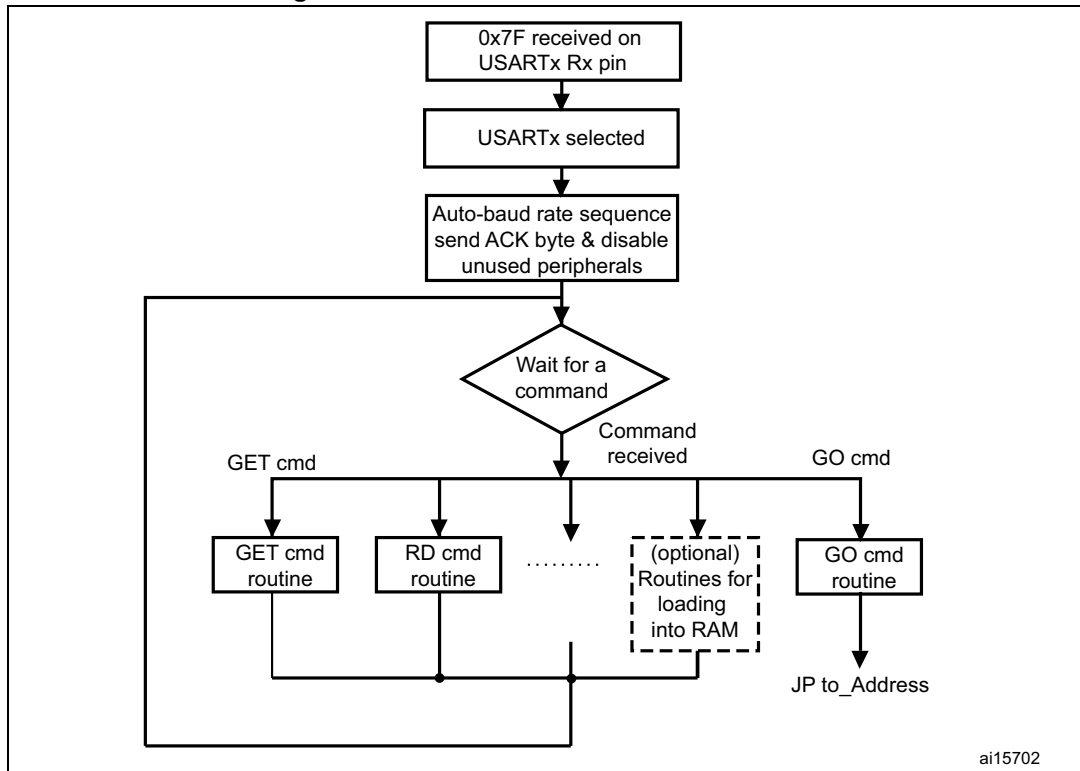 0x7F received on
USARTx Rx pin
USARTx selected
Auto-baud rate sequence
send ACK byte & disable
unused peripherals
Wait for a
command
Command
received
GET cmd
GO cmd
GET cmd
routine
RD cmd
routine
.........
(optional)
Routines for
loading
into RAM
GO cmd
routine
JP to_Address
ai15702